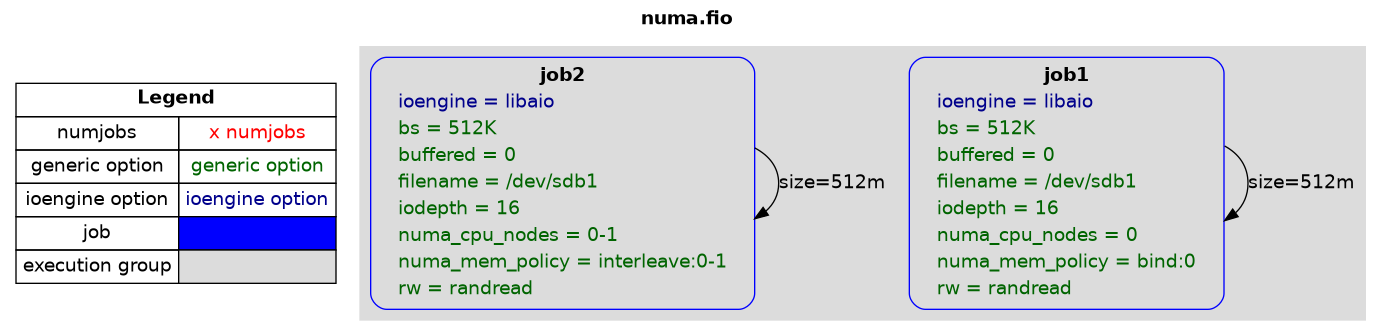 numa.fio
Legend
numjobs x numjobs
generic option generic option
ioengine option ioengine option
job
execution group
job2
ioengine = libaio
bs = 512K
buffered = 0
filename = /dev/sdb1
iodepth = 16
numa_cpu_nodes = 0-1
numa_mem_policy = interleave:0-1
rw = randread
size=512m
job1
ioengine = libaio
bs = 512K
buffered = 0
filename = /dev/sdb1
iodepth = 16
numa_cpu_nodes = 0
numa_mem_policy = bind:0
rw = randread
size=512m